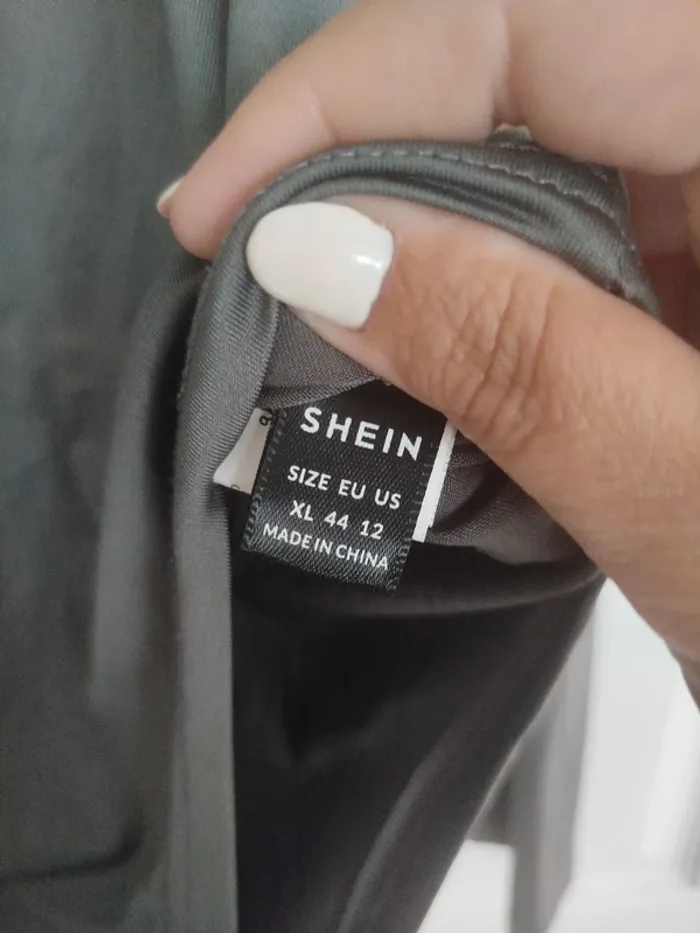 SHEIN
SIZE EU US
XL 44 12
MADE IN CHINA